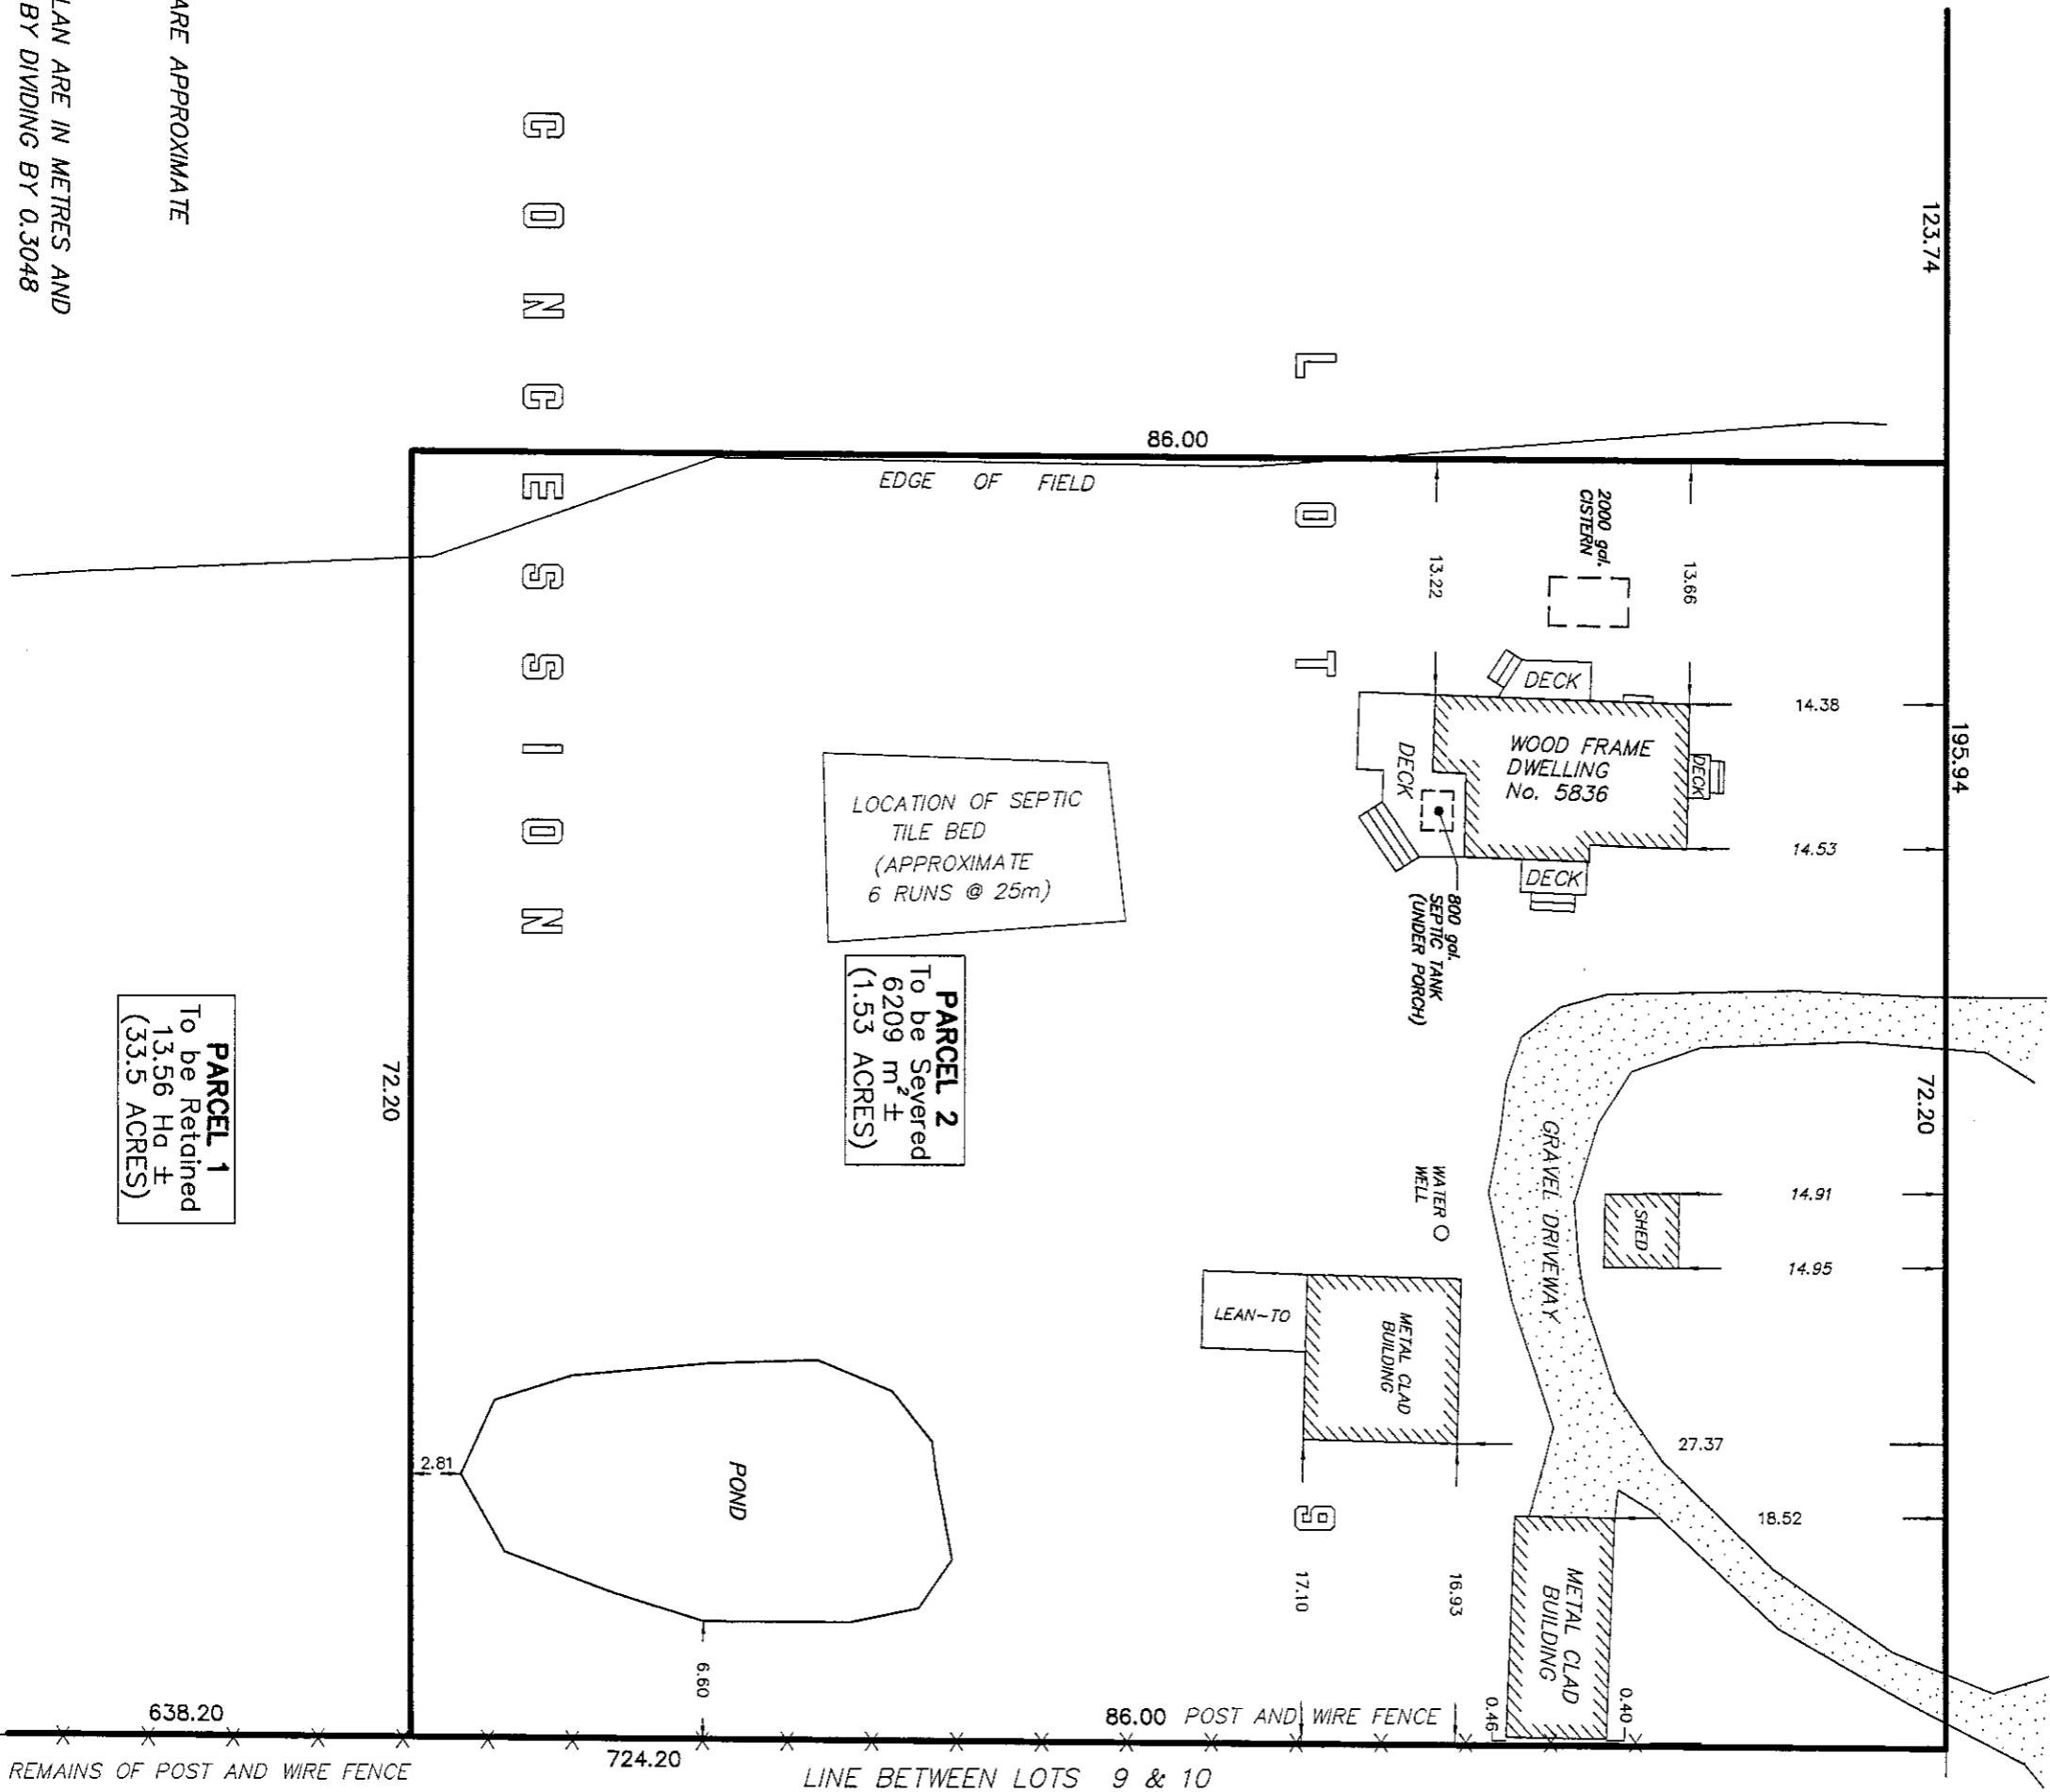 ARE APPROXIMATE
LAN ARE IN METRES AND
BY DIVIDING BY 0.3048
CONCESSION
LOT 9
123.74
195.94
72.20
86.00
EDGE OF FIELD
2000 gal.
CISTERN
13.22
13.66
DECK
14.38
WOOD FRAME
DWELLING
No. 5836
DECK
DECK
14.53
DECK
800 gal.
SEPTIC TANK
(UNDER PORCH)
LOCATION OF SEPTIC
TILE BED
(APPROXIMATE
6 RUNS @ 25m)
PARCEL 2
To be Severed
6209 m² ±
(1.53 ACRES)
PARCEL 1
To be Retained
13.56 Ha ±
(33.5 ACRES)
72.20
GRAVEL DRIVEWAY
WATER
WELL
14.91
SHED
14.95
LEAN-TO
METAL CLAD
BUILDING
27.37
18.52
2.81
POND
17.10
16.93
METAL CLAD
BUILDING
6.60
0.46
0.40
638.20
86.00 POST AND WIRE FENCE
724.20
REMAINS OF POST AND WIRE FENCE
LINE BETWEEN LOTS 9 & 10